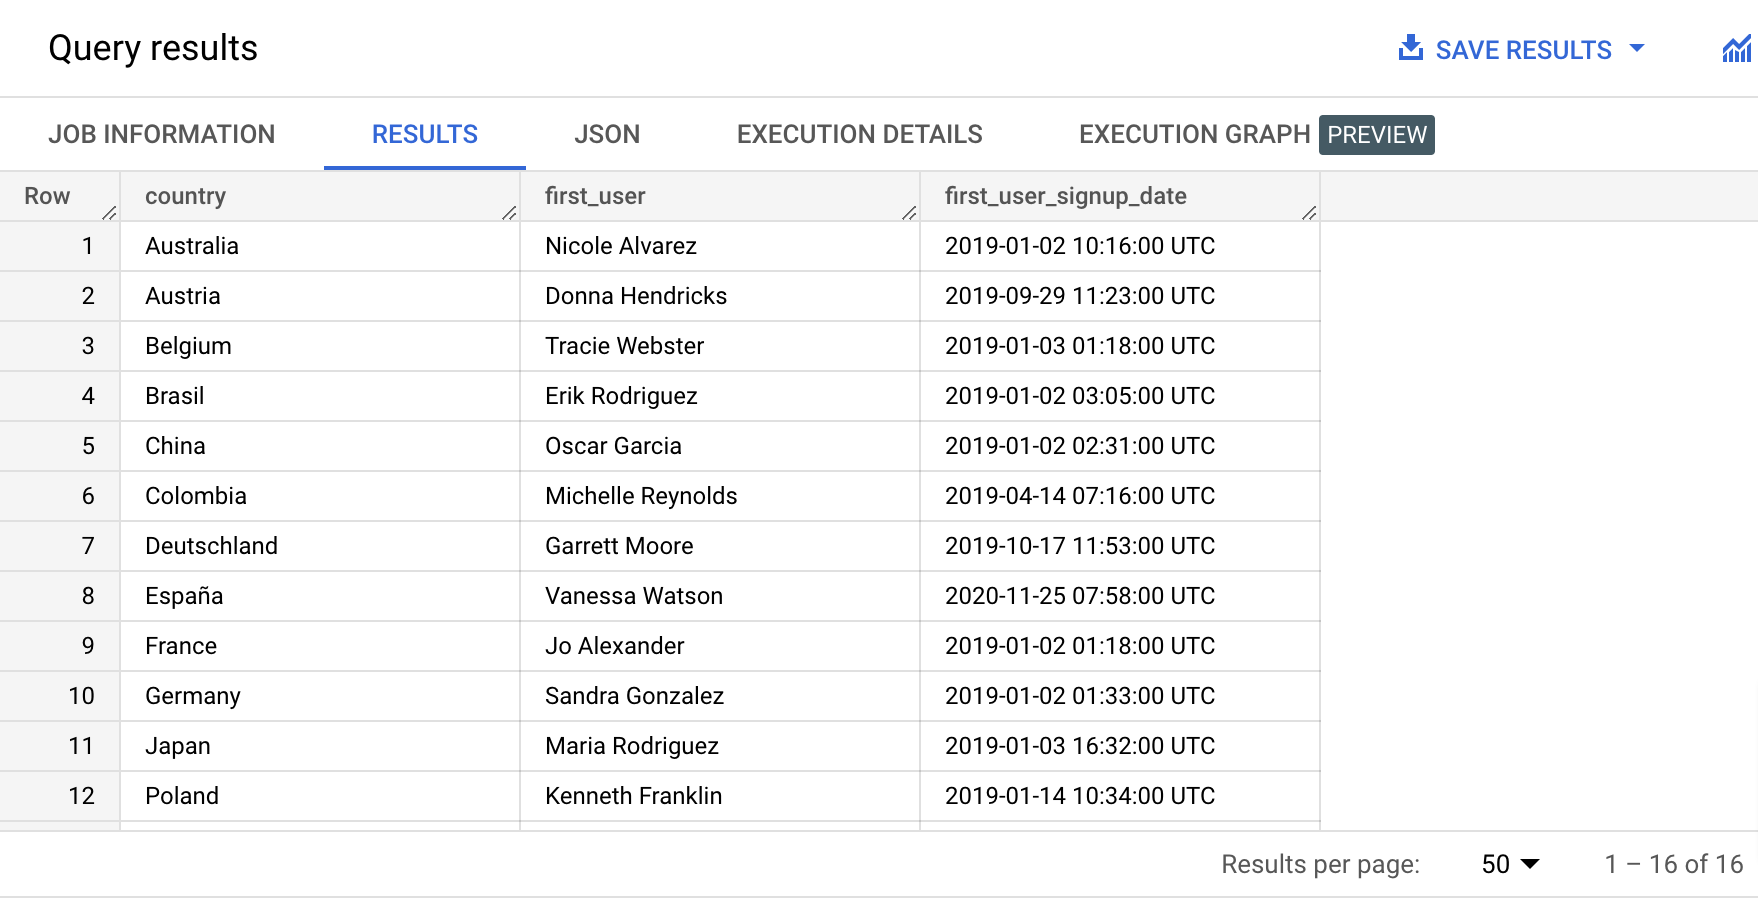 Query results
SAVE RESULTS
JOB INFORMATION RESULTS JSON EXECUTION DETAILS EXECUTION GRAPH PREVIEW
Row country first_user first_user_signup_date
1 Australia Nicole Alvarez 2019-01-02 10:16:00 UTC
2 Austria Donna Hendricks 2019-09-29 11:23:00 UTC
3 Belgium Tracie Webster 2019-01-03 01:18:00 UTC
4 Brasil Erik Rodriguez 2019-01-02 03:05:00 UTC
5 China Oscar Garcia 2019-01-02 02:31:00 UTC
6 Colombia Michelle Reynolds 2019-04-14 07:16:00 UTC
7 Deutschland Garrett Moore 2019-10-17 11:53:00 UTC
8 España Vanessa Watson 2020-11-25 07:58:00 UTC
9 France Jo Alexander 2019-01-02 01:18:00 UTC
10 Germany Sandra Gonzalez 2019-01-02 01:33:00 UTC
11 Japan Maria Rodriguez 2019-01-03 16:32:00 UTC
12 Poland Kenneth Franklin 2019-01-14 10:34:00 UTC
Results per page: 50 1 – 16 of 16